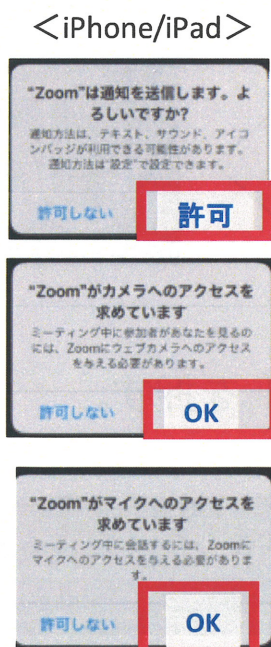 ＜iPhone/iPad＞
“Zoom”は通知を送信します。よ
ろしいですか?
通知方法は、テキスト、サウンド、アイコ
ンバッジが利用できる可能性があります。
通知方法は“設定”で設定できます。
許可しない
許可
“Zoom”がカメラへのアクセスを
求めています
ミーティング中に参加者があなたを見るの
には、Zoomにウェブカメラへのアクセス
を与える必要があります。
許可しない
OK
“Zoom”がマイクへのアクセスを
求めています
ミーティング中に会話するには、Zoomに
マイクへのアクセスを与える必要がありま
す。
許可しない
OK